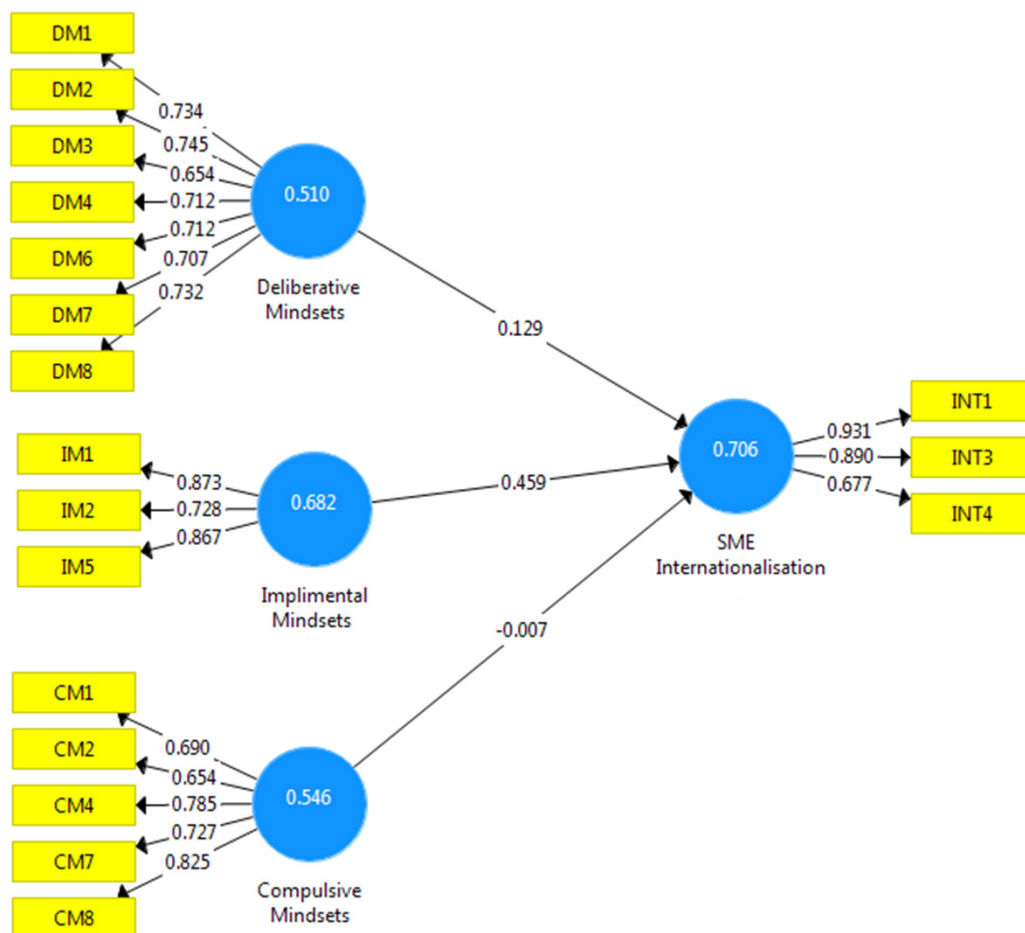 DM1
DM2
DM3
DM4
DM6
DM7
DM8
0.734
0.745
0.654
0.712
0.712
0.707
0.732
0.510
Deliberative
Mindsets
0.129
IM1
IM2
IM5
0.873
0.728
0.867
0.682
Implimental
Mindsets
0.459
CM1
CM2
CM4
CM7
CM8
0.690
0.654
0.785
0.727
0.825
0.546
Compulsive
Mindsets
-0.007
0.706
SME
Internationalisation
0.931
0.890
0.677
INT1
INT3
INT4